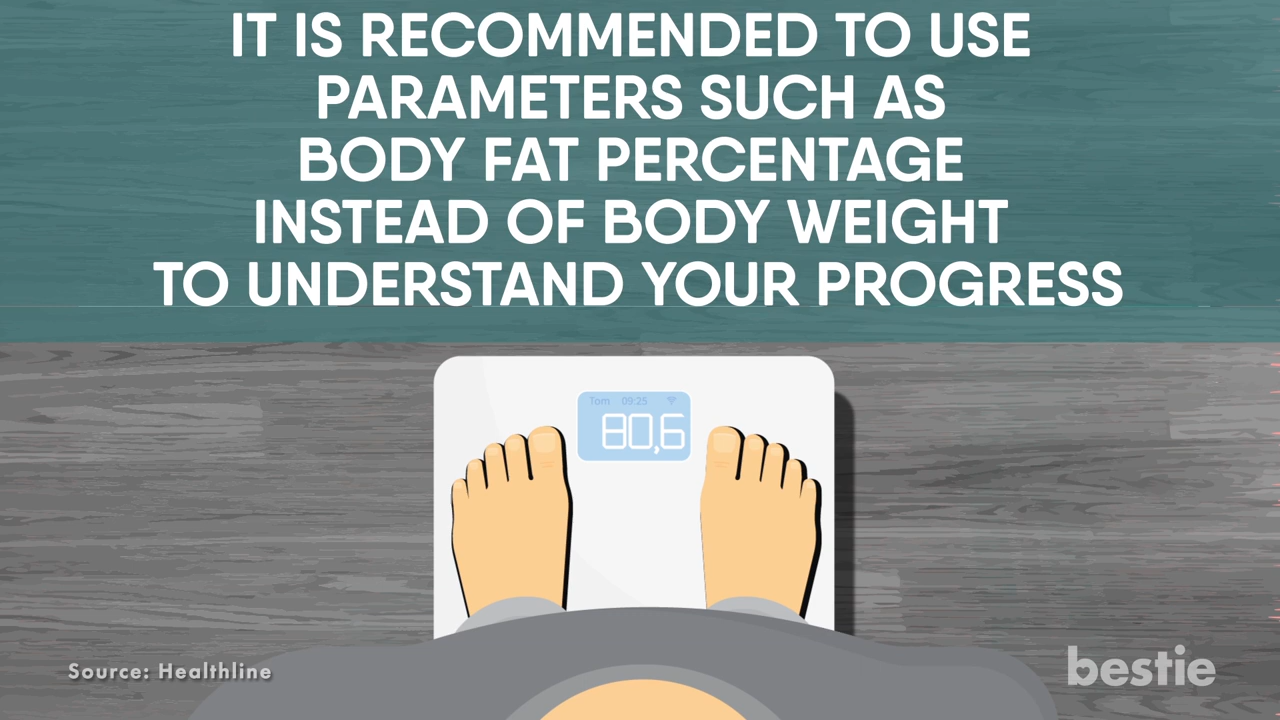 IT IS RECOMMENDED TO USE
PARAMETERS SUCH AS
BODY FAT PERCENTAGE
INSTEAD OF BODY WEIGHT
TO UNDERSTAND YOUR PROGRESS
Tom 09:25
80,6
Source: Healthline
bestie